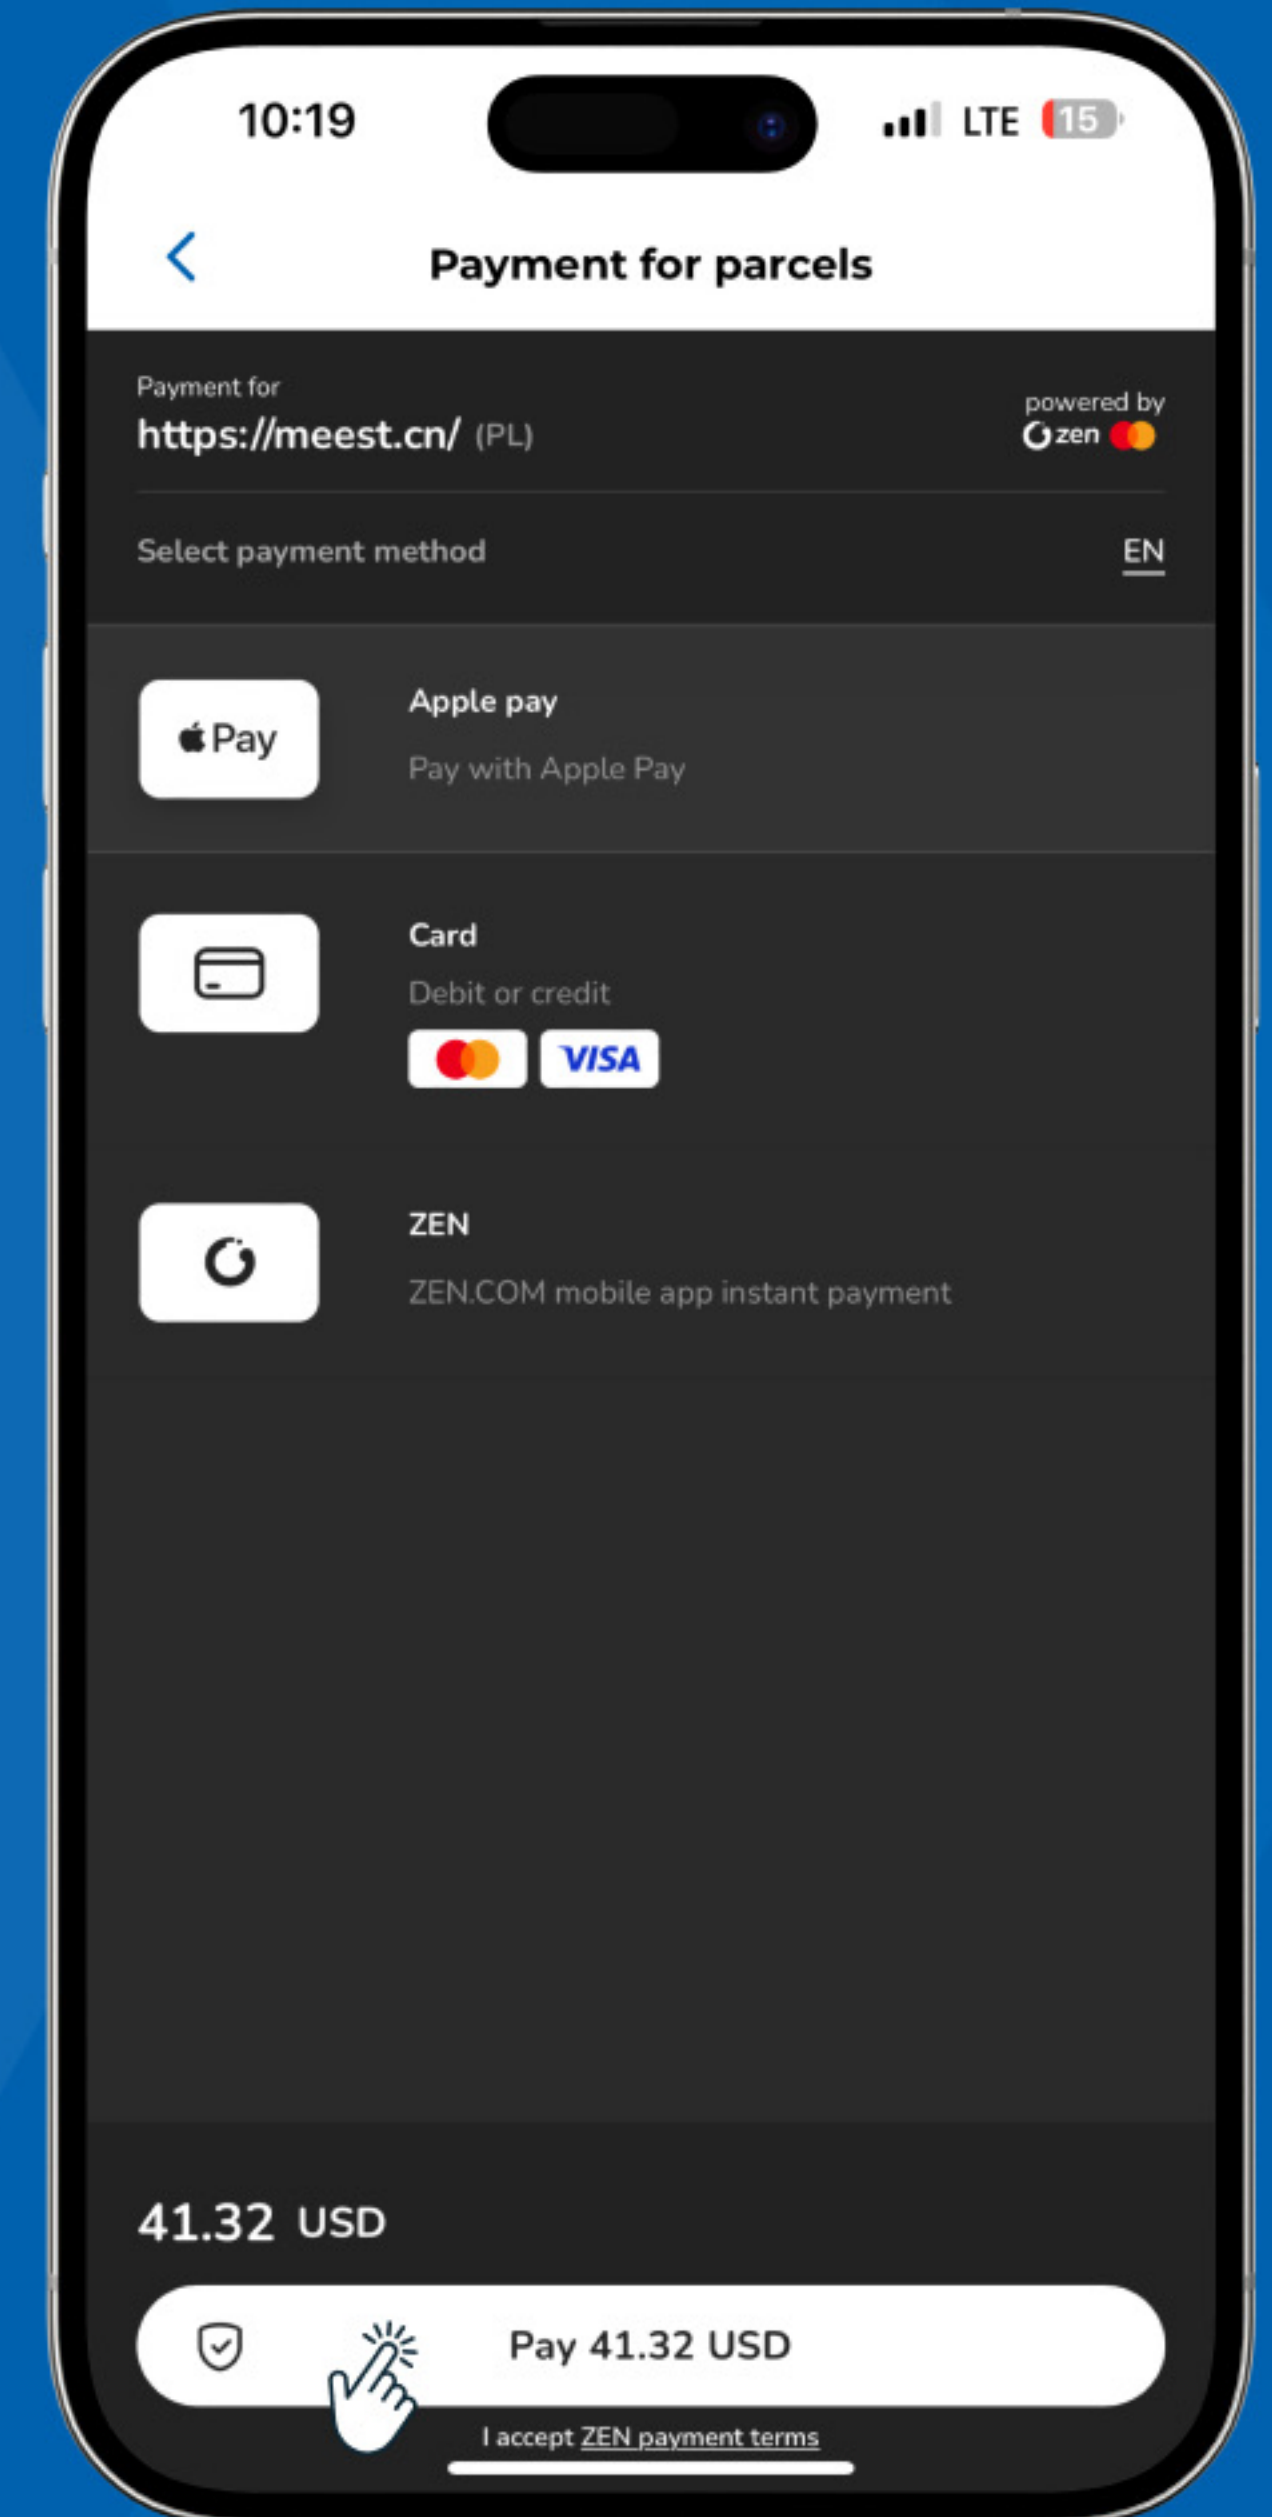 10:19 LTE 15
Payment for parcels
Payment for
https://meest.cn/ (PL)
powered by
zen
Select payment method
EN
Pay
Apple pay
Pay with Apple Pay
Card
Debit or credit
VISA
ZEN
ZEN.COM mobile app instant payment
41.32 USD
Pay 41.32 USD
I accept ZEN payment terms